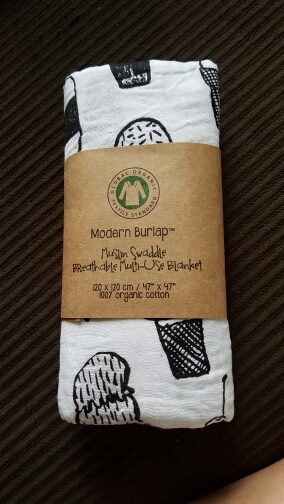 GLOBAL ORGANIC
TEXTILE STANDARD
Modern Burlap™
Muslin Swaddle
Breathable Multi-Use Blanket
120 x 120 cm / 47" x 47"
100% organic cotton